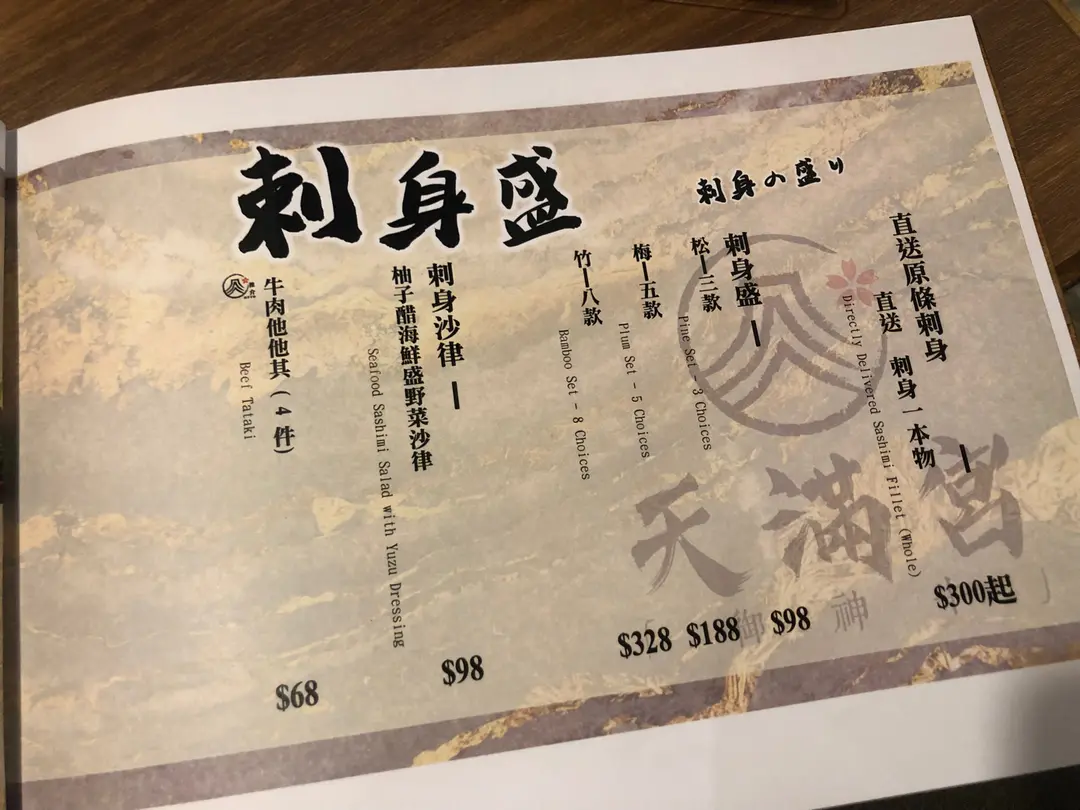 刺身盛
刺身の盛り
直送原條刺身
直送 刺身一本物
Directly Delivered Sashimi Fillet (Whole)
$300起
刺身盛
松—三款
Pine Set - 3 Choices
$98
梅—五款
Plum Set - 5 Choices
$188
竹—八款
Bamboo Set - 8 Choices
$328
刺身沙律
柚子醋海鮮盛野菜沙律
Seafood Sashimi Salad with Yuzu Dressing
$98
牛肉他他其(4件)
Beef Tataki
$68
天滿宮
御神